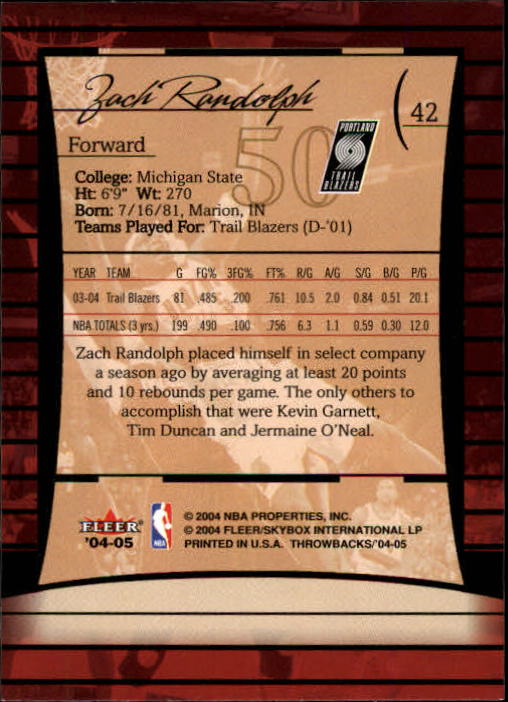 Zach Randolph
42
50
Forward
PORTLAND
TRAIL
BLAZERS
College: Michigan State
Ht: 6'9" Wt: 270
Born: 7/16/81, Marion, IN
Teams Played For: Trail Blazers (D-'01)
YEAR TEAM G FG% 3FG% FT% R/G A/G S/G B/G P/G
03-04 Trail Blazers 81 .485 .200 .761 10.5 2.0 0.84 0.51 20.1
NBA TOTALS (3 yrs.) 199 .490 .100 .756 6.3 1.1 0.59 0.30 12.0
Zach Randolph placed himself in select company
a season ago by averaging at least 20 points
and 10 rebounds per game. The only others to
accomplish that were Kevin Garnett,
Tim Duncan and Jermaine O'Neal.
FLEER
'04-05
NBA
© 2004 NBA PROPERTIES, INC.
© 2004 FLEER/SKYBOX INTERNATIONAL LP
PRINTED IN U.S.A. THROWBACKS/'04-05